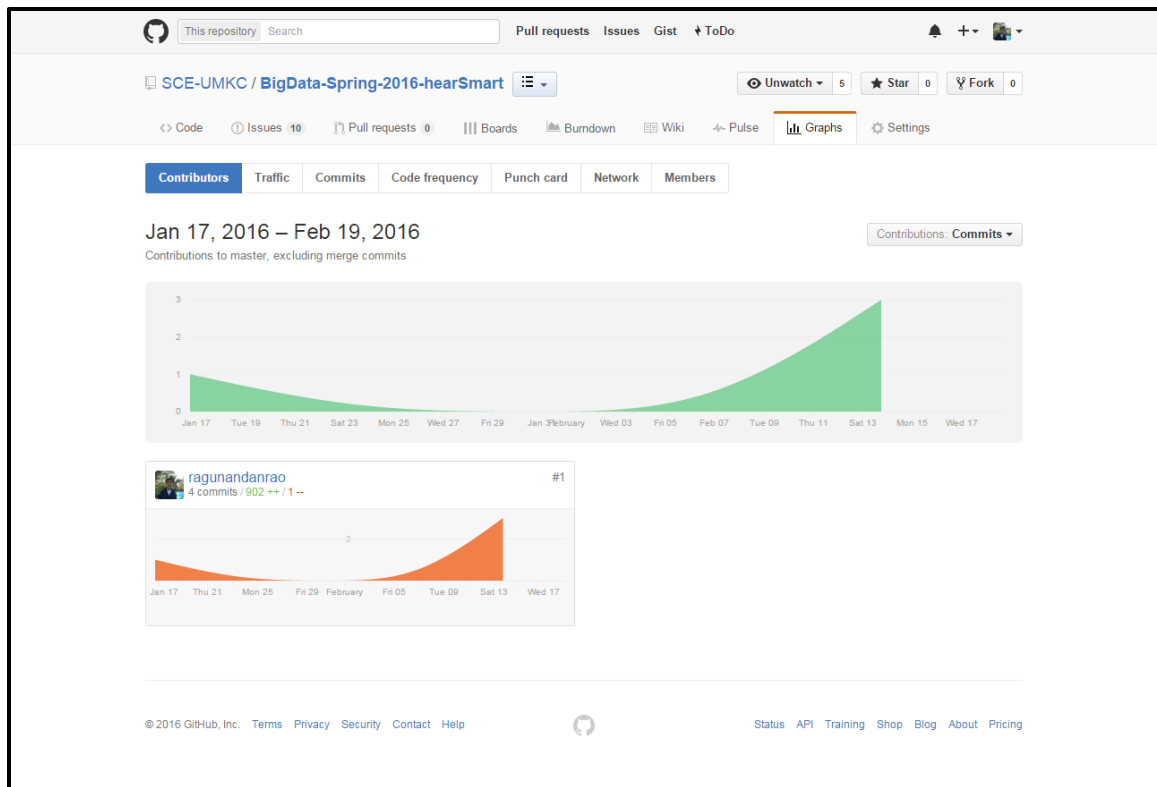 This repository Search Pull requests Issues Gist ToDo
SCE-UMKC / BigData-Spring-2016-hearSmart Unwatch 5 Star 0 Fork 0
Code Issues 10 Pull requests 0 Boards Burndown Wiki Pulse Graphs Settings
Contributors Traffic Commits Code frequency Punch card Network Members
Jan 17, 2016 – Feb 19, 2016
Contributions: Commits
Contributions to master, excluding merge commits
3
2
1
0
Jan 17 Tue 19 Thu 21 Sat 23 Mon 25 Wed 27 Fri 29 Jan 31 February Wed 03 Fri 05 Feb 07 Tue 09 Thu 11 Sat 13 Mon 15 Wed 17
ragunandanrao #1
4 commits / 902 ++ / 1 --
2
Jan 17 Thu 21 Mon 25 Fri 29 February Fri 05 Tue 09 Sat 13 Wed 17
© 2016 GitHub, Inc. Terms Privacy Security Contact Help Status API Training Shop Blog About Pricing